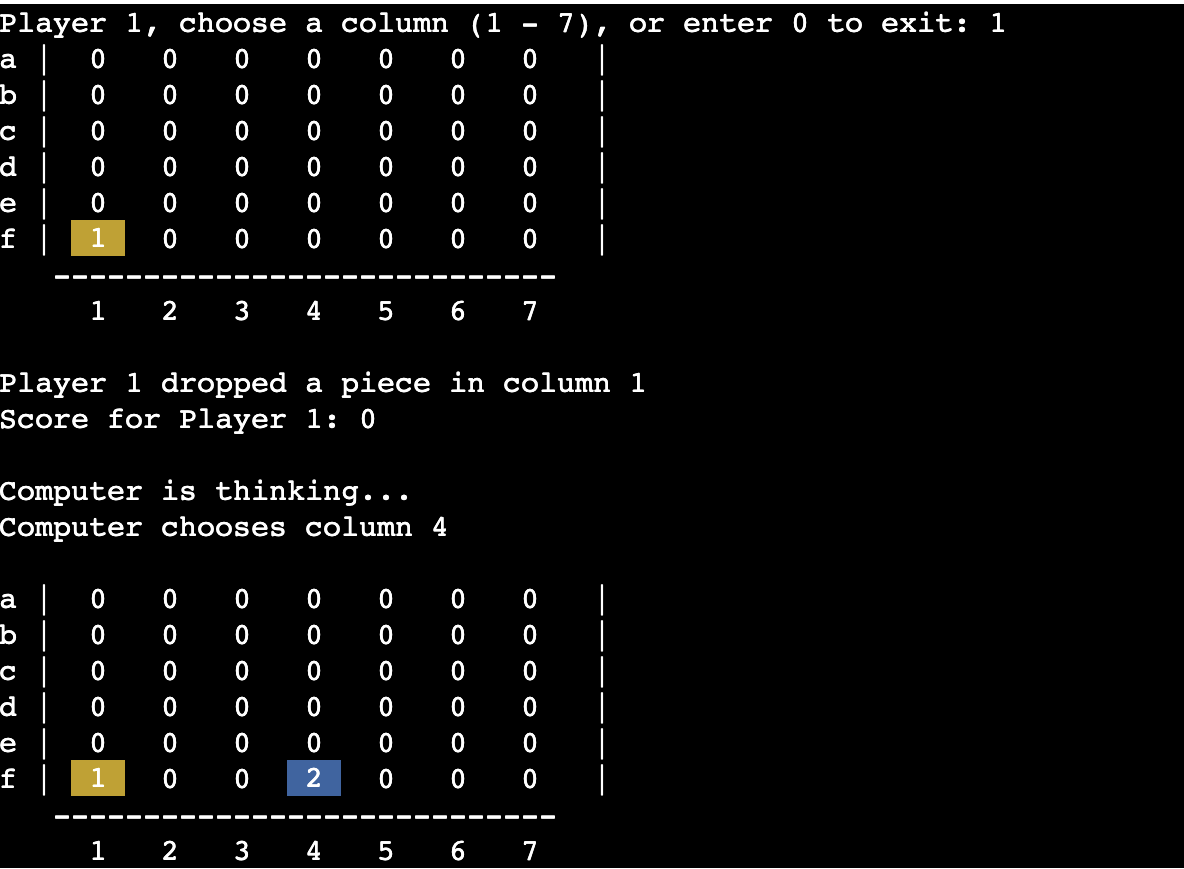 Player 1, choose a column (1 - 7), or enter 0 to exit: 1
a | 0 0 0 0 0 0 0 |
b | 0 0 0 0 0 0 0 |
c | 0 0 0 0 0 0 0 |
d | 0 0 0 0 0 0 0 |
e | 0 0 0 0 0 0 0 |
f | 1 0 0 0 0 0 0 |
----------------------------
1 2 3 4 5 6 7
Player 1 dropped a piece in column 1
Score for Player 1: 0
Computer is thinking...
Computer chooses column 4
a | 0 0 0 0 0 0 0 |
b | 0 0 0 0 0 0 0 |
c | 0 0 0 0 0 0 0 |
d | 0 0 0 0 0 0 0 |
e | 0 0 0 0 0 0 0 |
f | 1 0 0 2 0 0 0 |
----------------------------
1 2 3 4 5 6 7